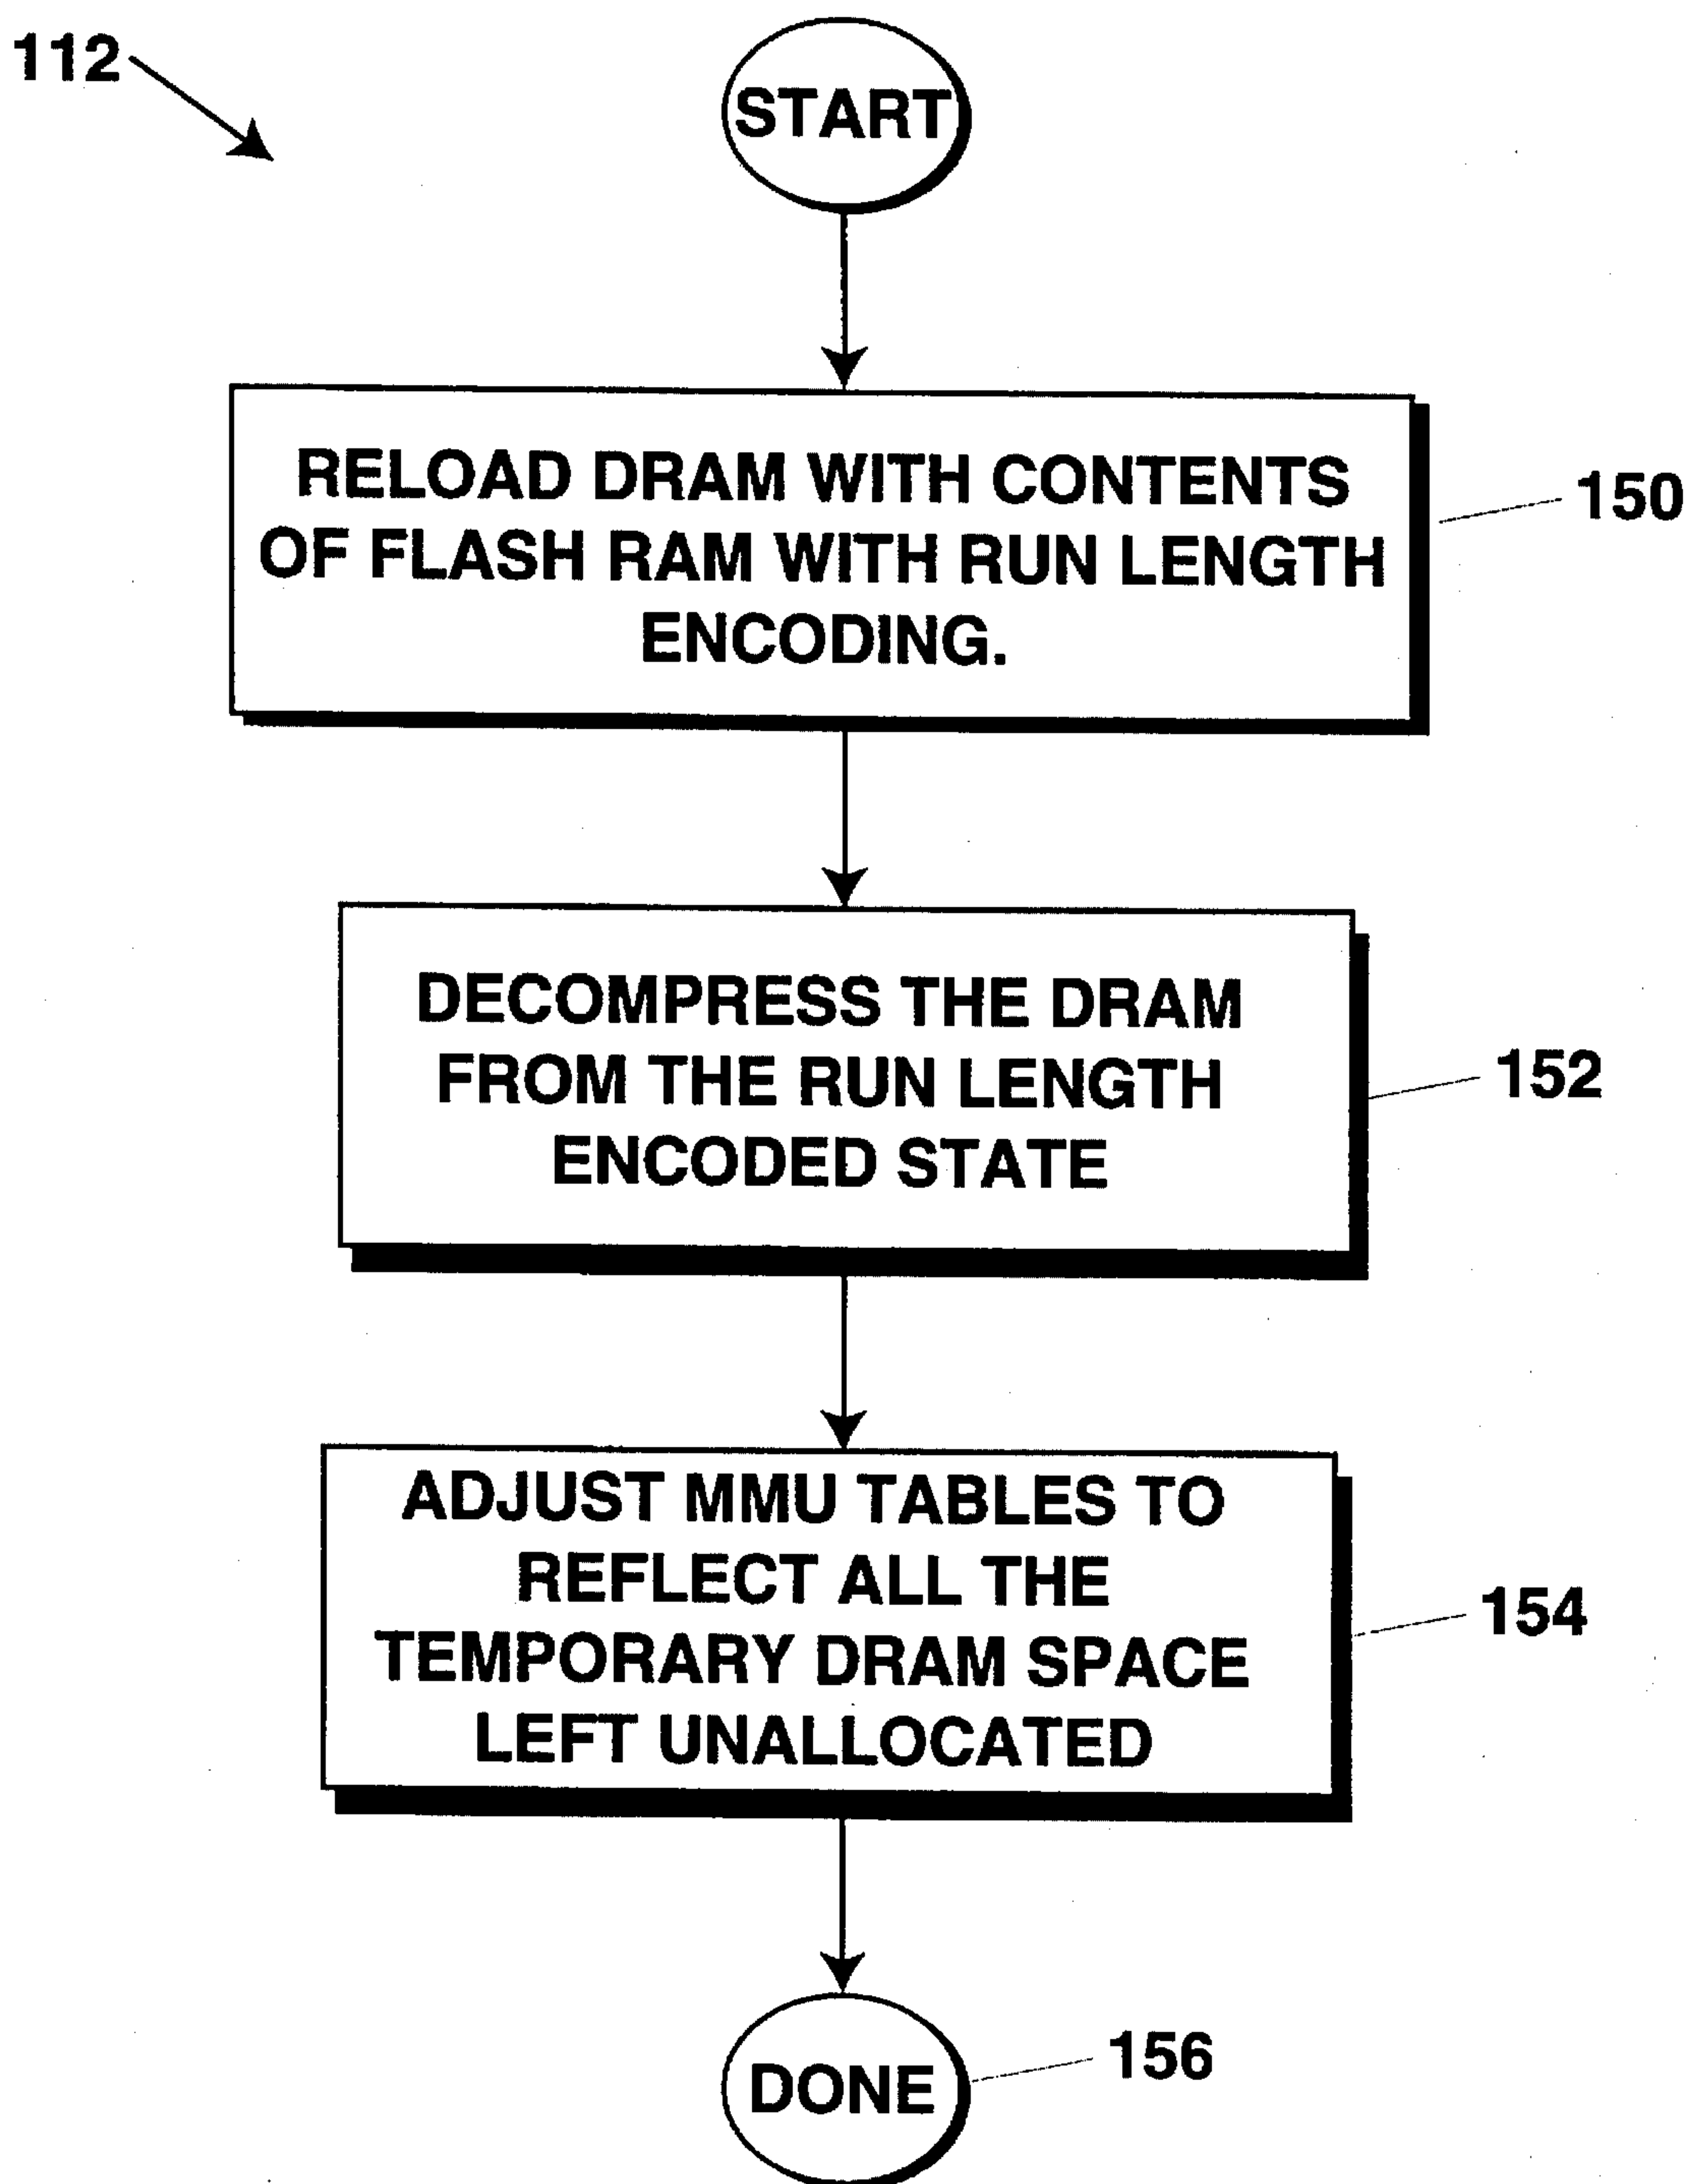 112
START
RELOAD DRAM WITH CONTENTS
OF FLASH RAM WITH RUN LENGTH
ENCODING.
150
DECOMPRESS THE DRAM
FROM THE RUN LENGTH
ENCODED STATE
152
ADJUST MMU TABLES TO
REFLECT ALL THE
TEMPORARY DRAM SPACE
LEFT UNALLOCATED
154
DONE
156